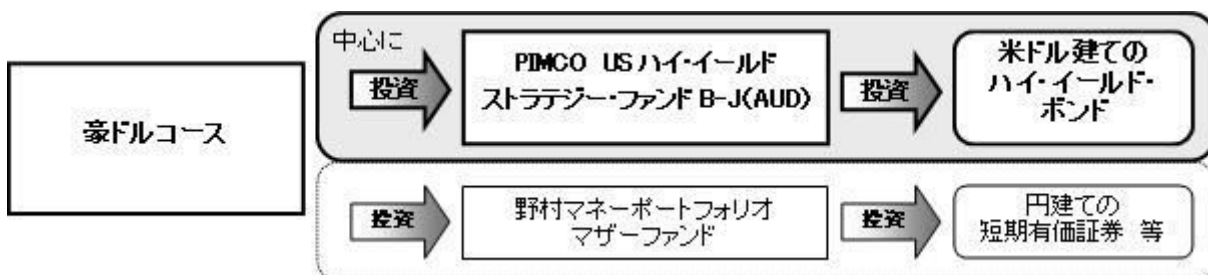 豪ドルコース
中心に
投資
PIMCO USハイ・イールド
ストラテジー・ファンド B-J(AUD)
投資
米ドル建ての
ハイ・イールド・
ボンド
投資
野村マネーポートフォリオ
マザーファンド
投資
円建ての
短期有価証券 等